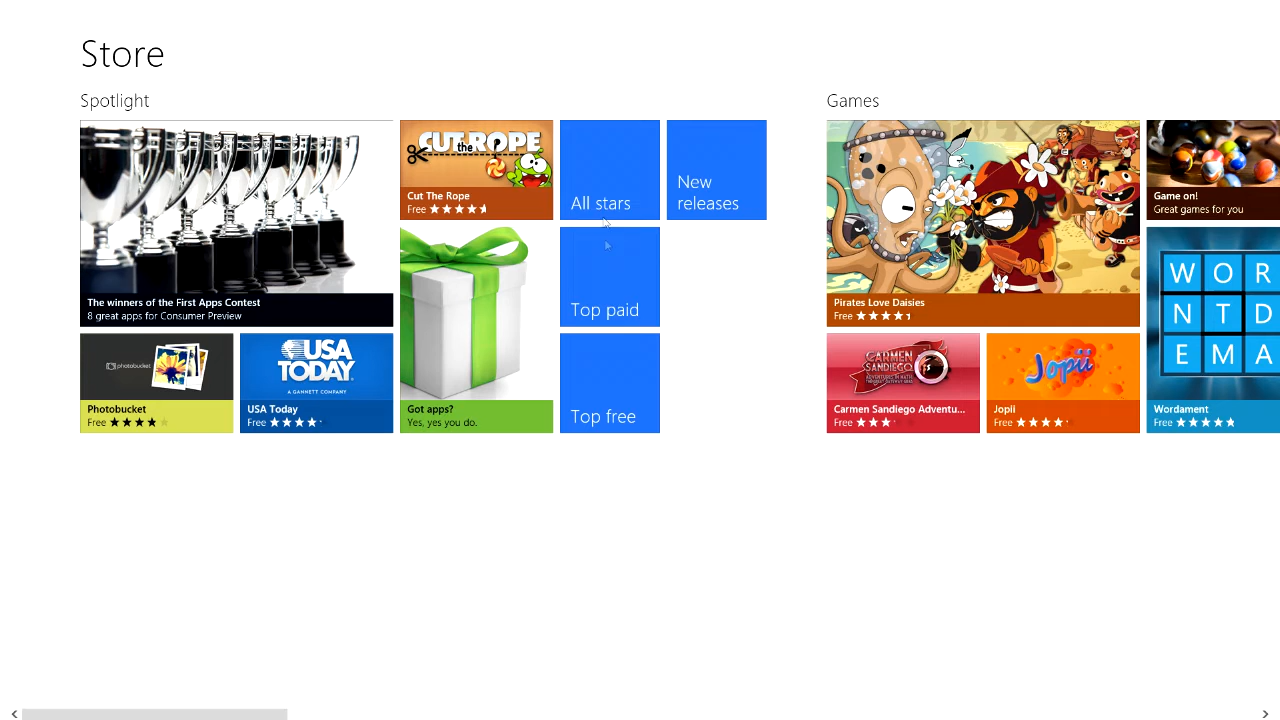 Store
Spotlight
The winners of the First Apps Contest
8 great apps for Consumer Preview
photobucket
Photobucket
Free
USA
TODAY
A GANNETT COMPANY
USA Today
Free
CUT the ROPE
Cut The Rope
Free
Got apps?
Yes, yes you do.
All stars
Top paid
Top free
New
releases
Games
Pirates Love Daisies
Free
CARMEN
SANDIEGO
Carmen Sandiego Adventu...
Free
Jopii
Jopii
Free
Game on!
Great games for you
W O R
N T D
E M A
Wordament
Free